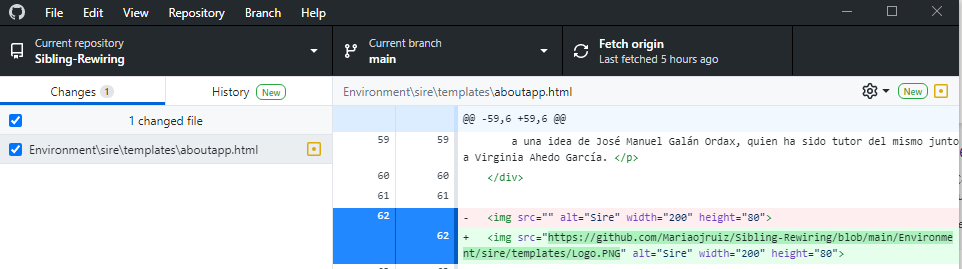 File Edit View Repository Branch Help
Current repository
Sibling-Rewiring
Current branch
main
Fetch origin
Last fetched 5 hours ago
Changes 1
History New
Environment\sire\templates\aboutapp.html
New
1 changed file
Environment\sire\templates\aboutapp.html
@@ -59,6 +59,6 @@
59 59 a una idea de José Manuel Galán Ordax, quien ha sido tutor del mismo junto
a Virginia Ahedo García. </p>
60 60 </div>
61 61
62 - <img src="" alt="Sire" width="200" height="80">
62 + <img src="https://github.com/Mariaojruiz/Sibling-Rewiring/blob/main/Environme
nt/sire/templates/Logo.PNG" alt="Sire" width="200" height="80">